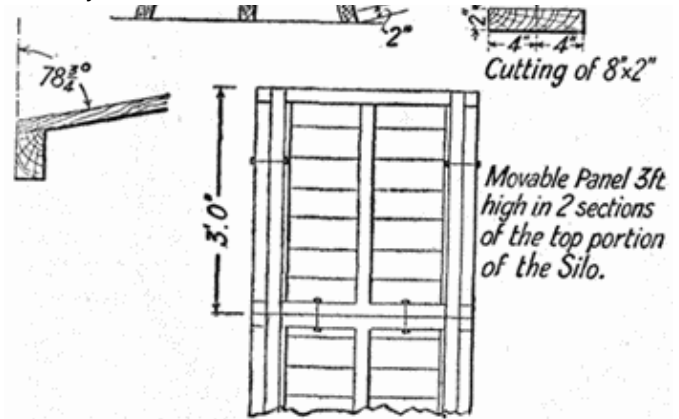 2"
2"
4" 4"
Cutting of 8"x2"
78¾°
3'.0"
Movable Panel 3ft
high in 2 sections
of the top portion
of the Silo.